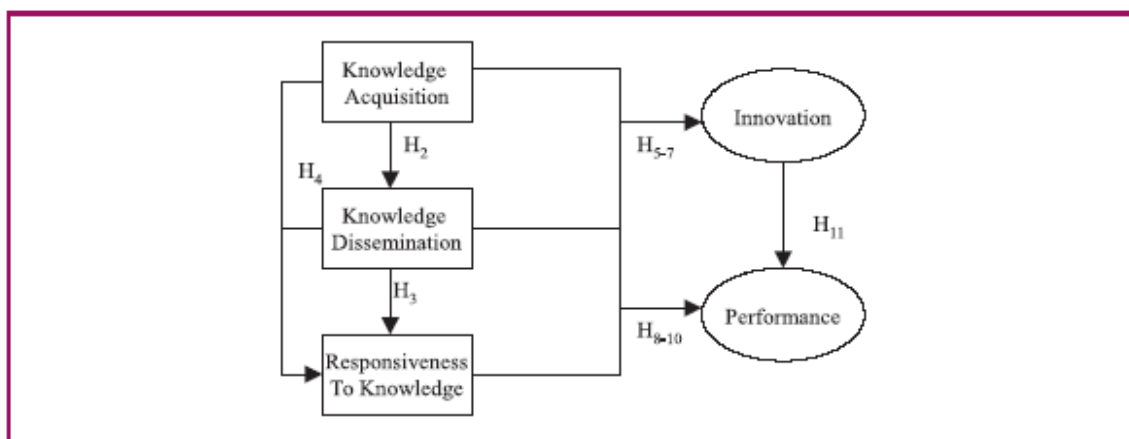 Knowledge
Acquisition
Innovation
H2
H5-7
H4
Knowledge
Dissemination
H11
H3
Performance
H8-10
Responsiveness
To Knowledge